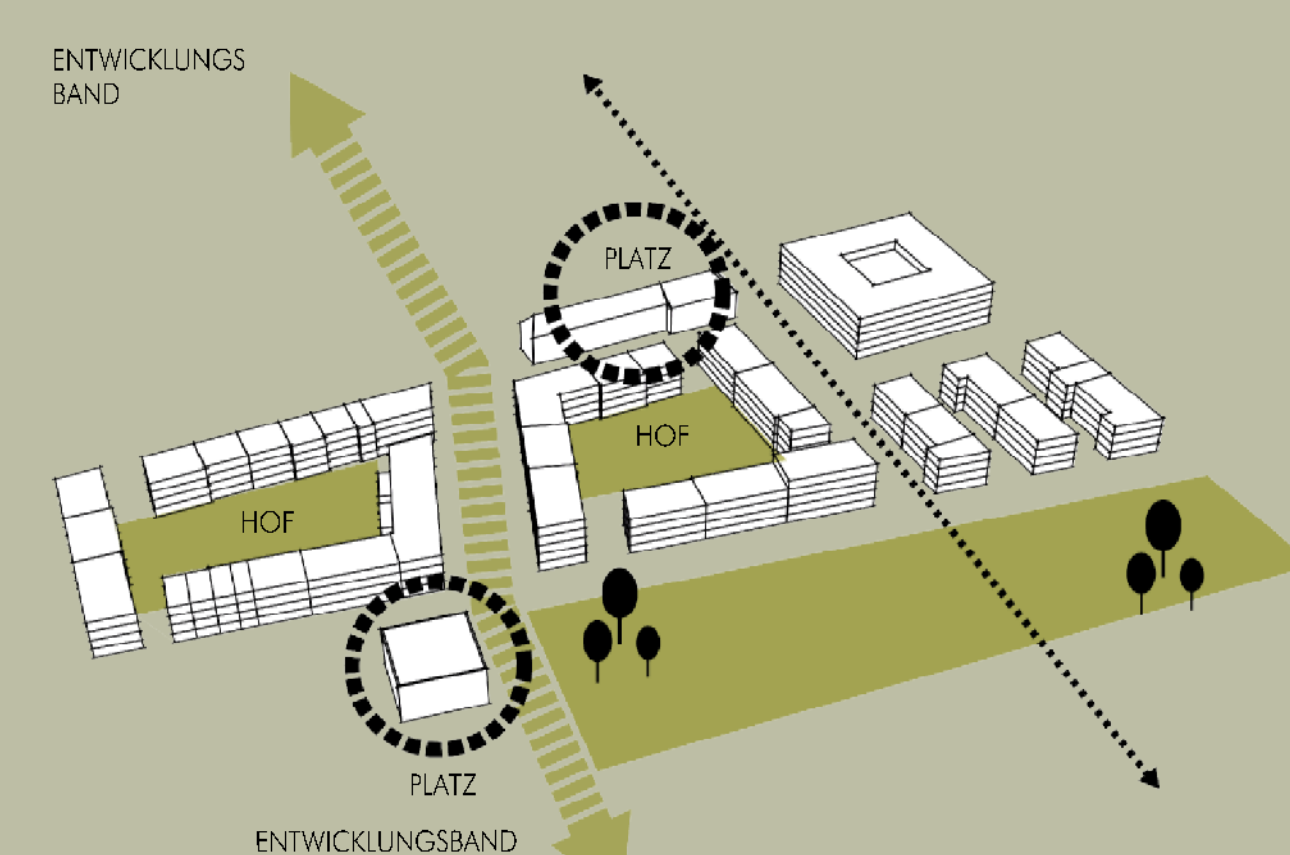 ENTWICKLUNGS
BAND
PLATZ
HOF
HOF
PLATZ
ENTWICKLUNGSBAND